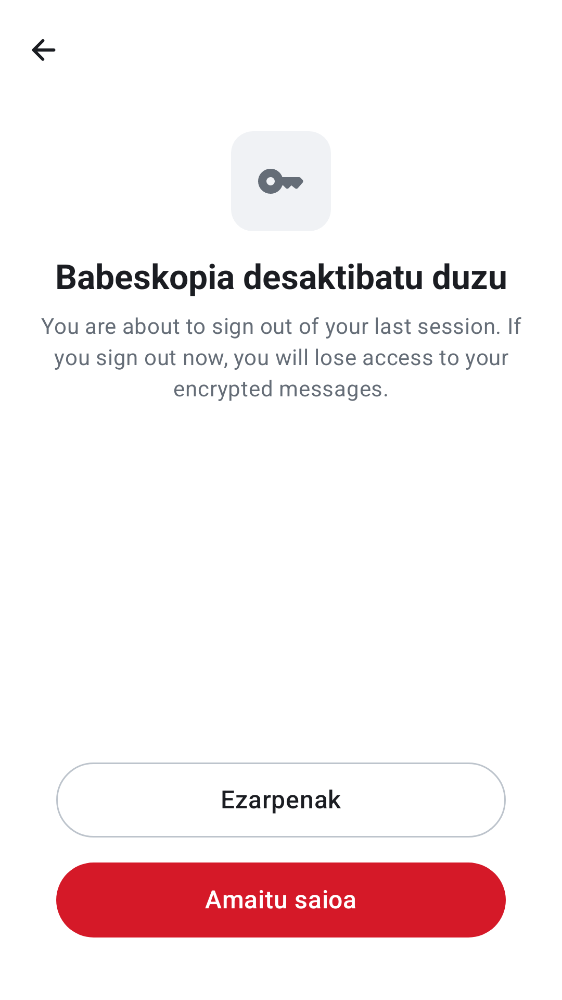 Babeskopia desaktibatu duzu
You are about to sign out of your last session. If
you sign out now, you will lose access to your
encrypted messages.
Ezarpenak
Amaitu saioa